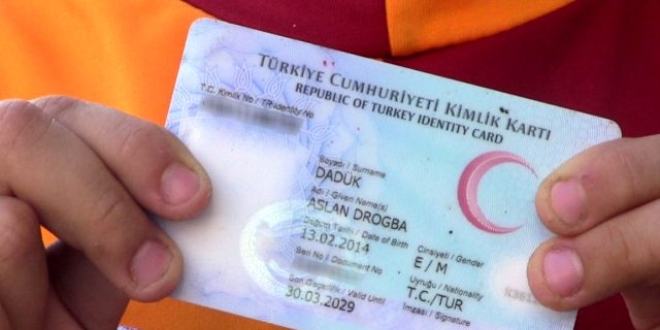 TÜRKİYE CUMHURİYETİ KİMLİK KARTI
REPUBLIC OF TURKEY IDENTITY CARD
T.C. Kimlik No / TR Identity No
Soyadı / Surname
DADUK
Adı / Given Name(s)
ASLAN DROGBA
Doğum Tarihi / Date of Birth
13.02.2014
Cinsiyeti / Gender
E / M
Seri No / Document No
Uyruğu / Nationality
T.C./TUR
Son Geçerlilik / Valid Until
30.03.2029
İmzası / Signature